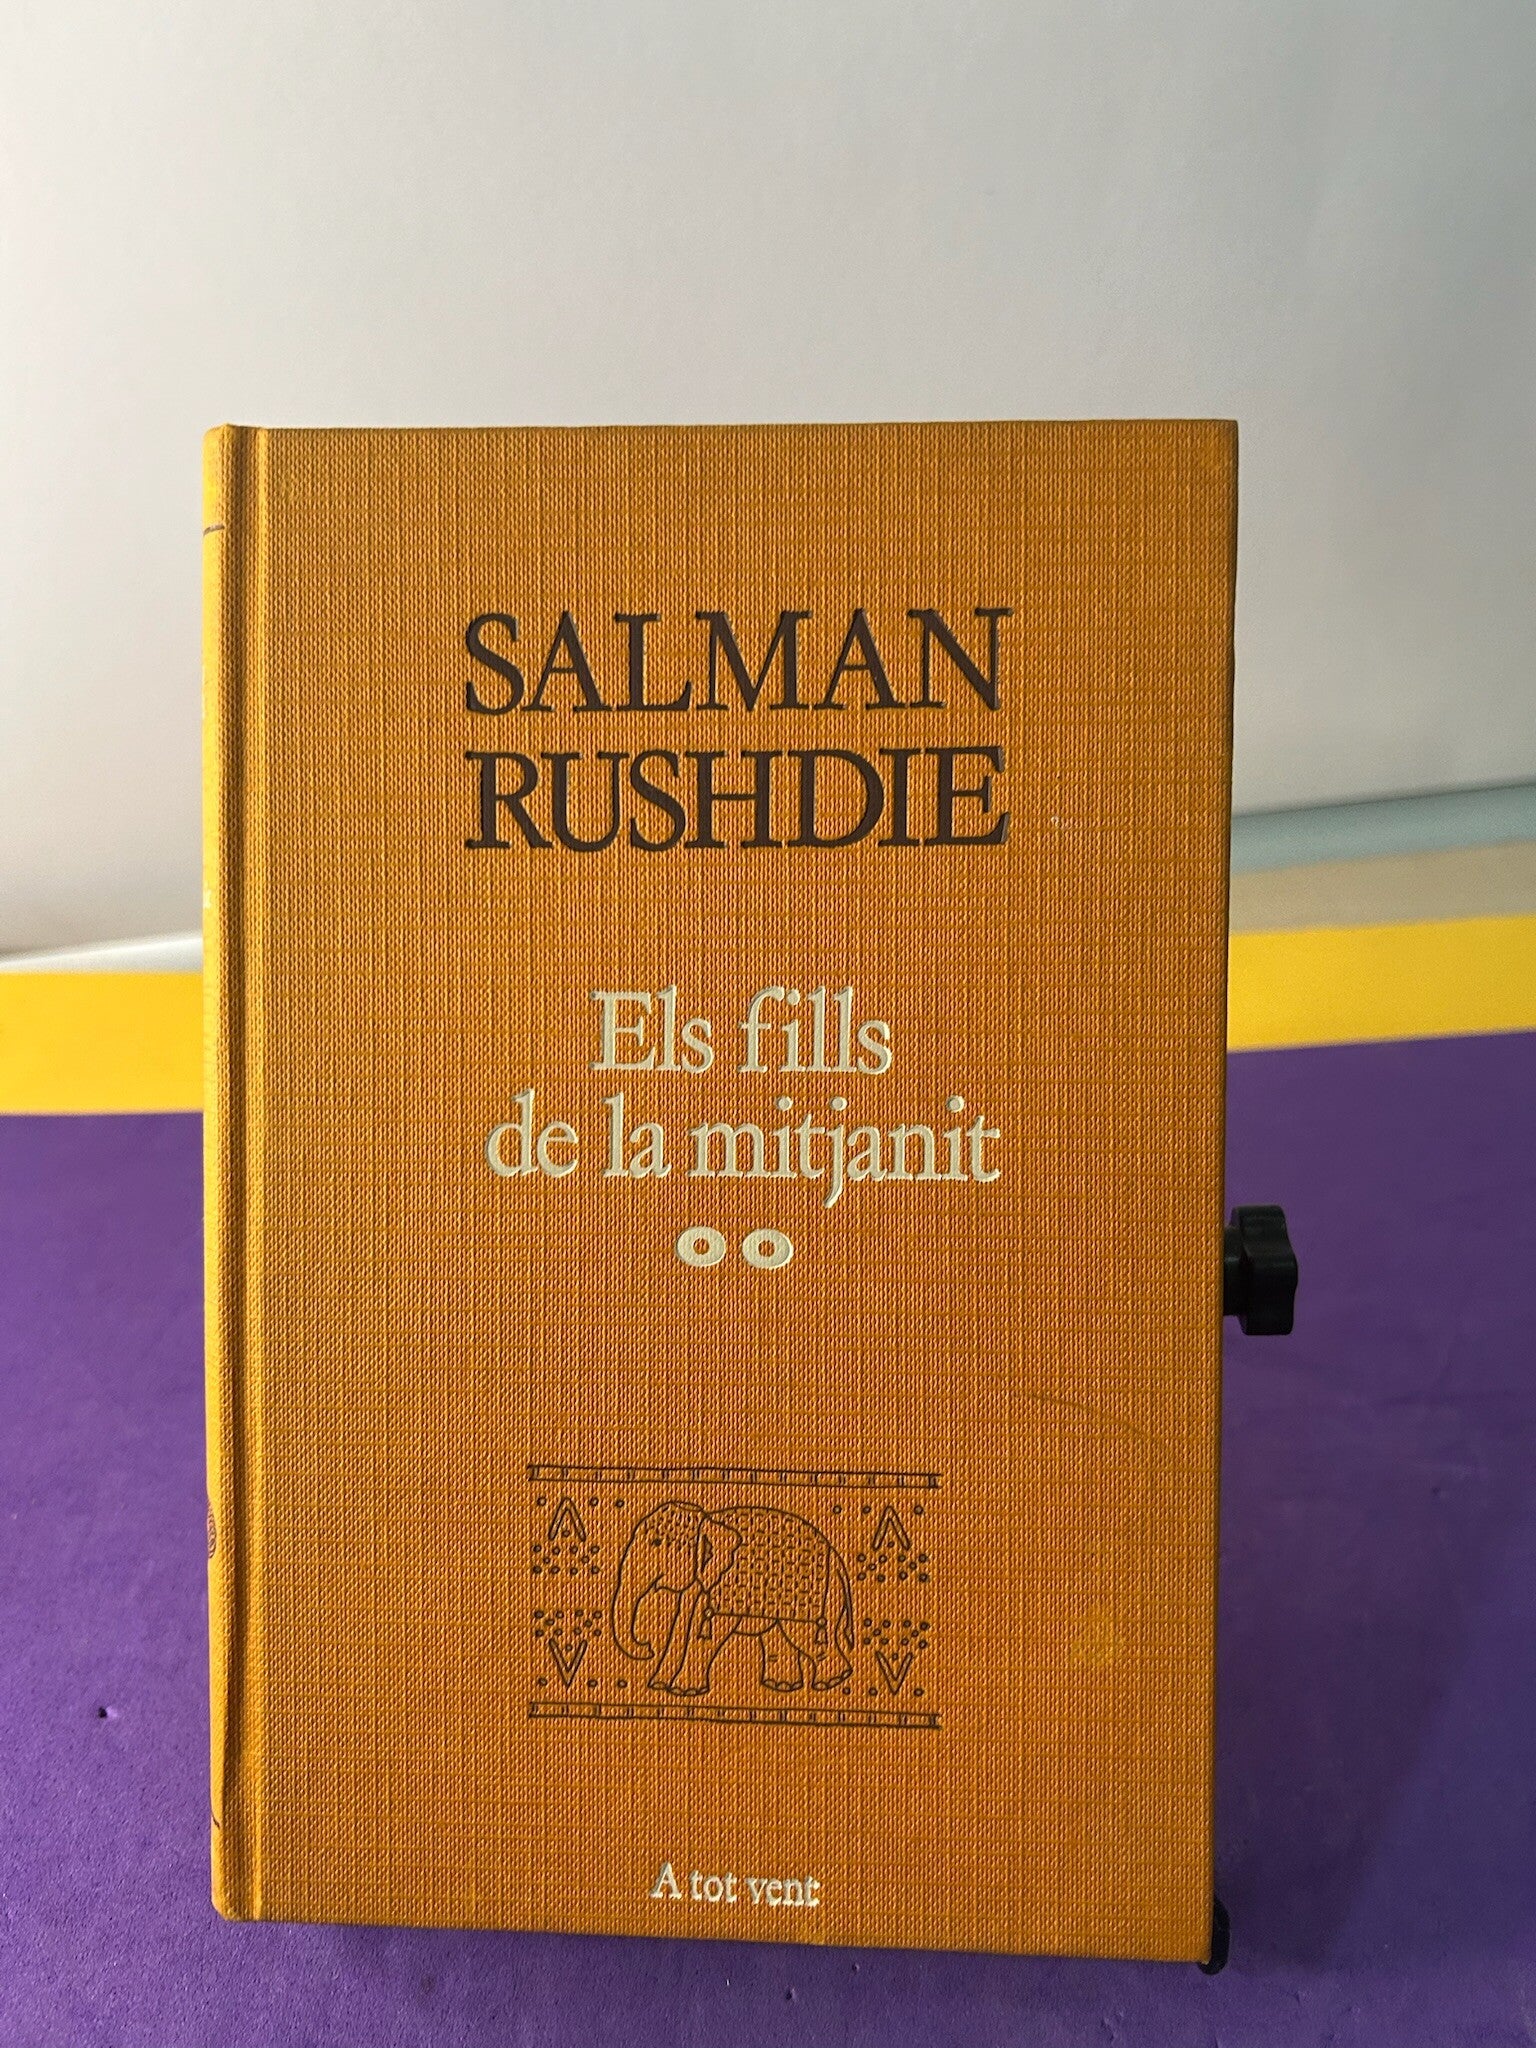 SALMAN
RUSHDIE
Els fills
de la mitjanit
A tot vent